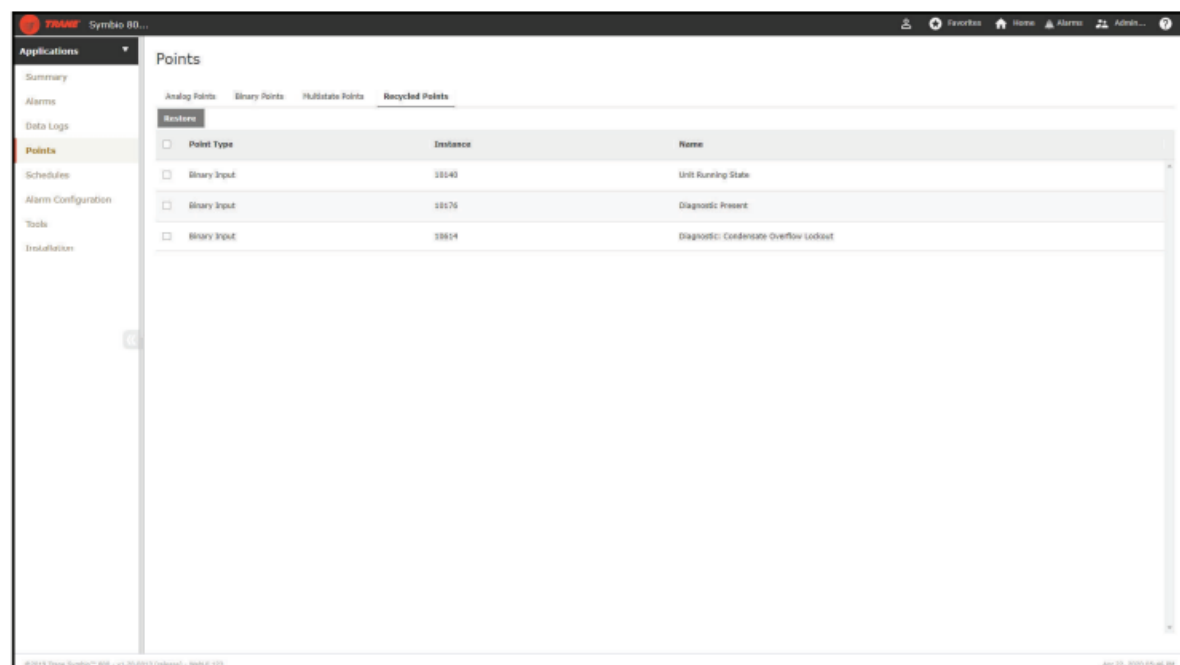 TRANE Symbio 80... Favorites Home Alarms Admin... ?
Applications
Summary
Alarms
Data Logs
Points
Schedules
Alarm Configuration
Tools
Installation
Points
Analog Points Binary Points Multistate Points Recycled Points
Restore
Point Type Instance Name
Binary Input 10140 Unit Running State
Binary Input 10176 Diagnostic Present
Binary Input 10614 Diagnostic: Condensate Overflow Lockout